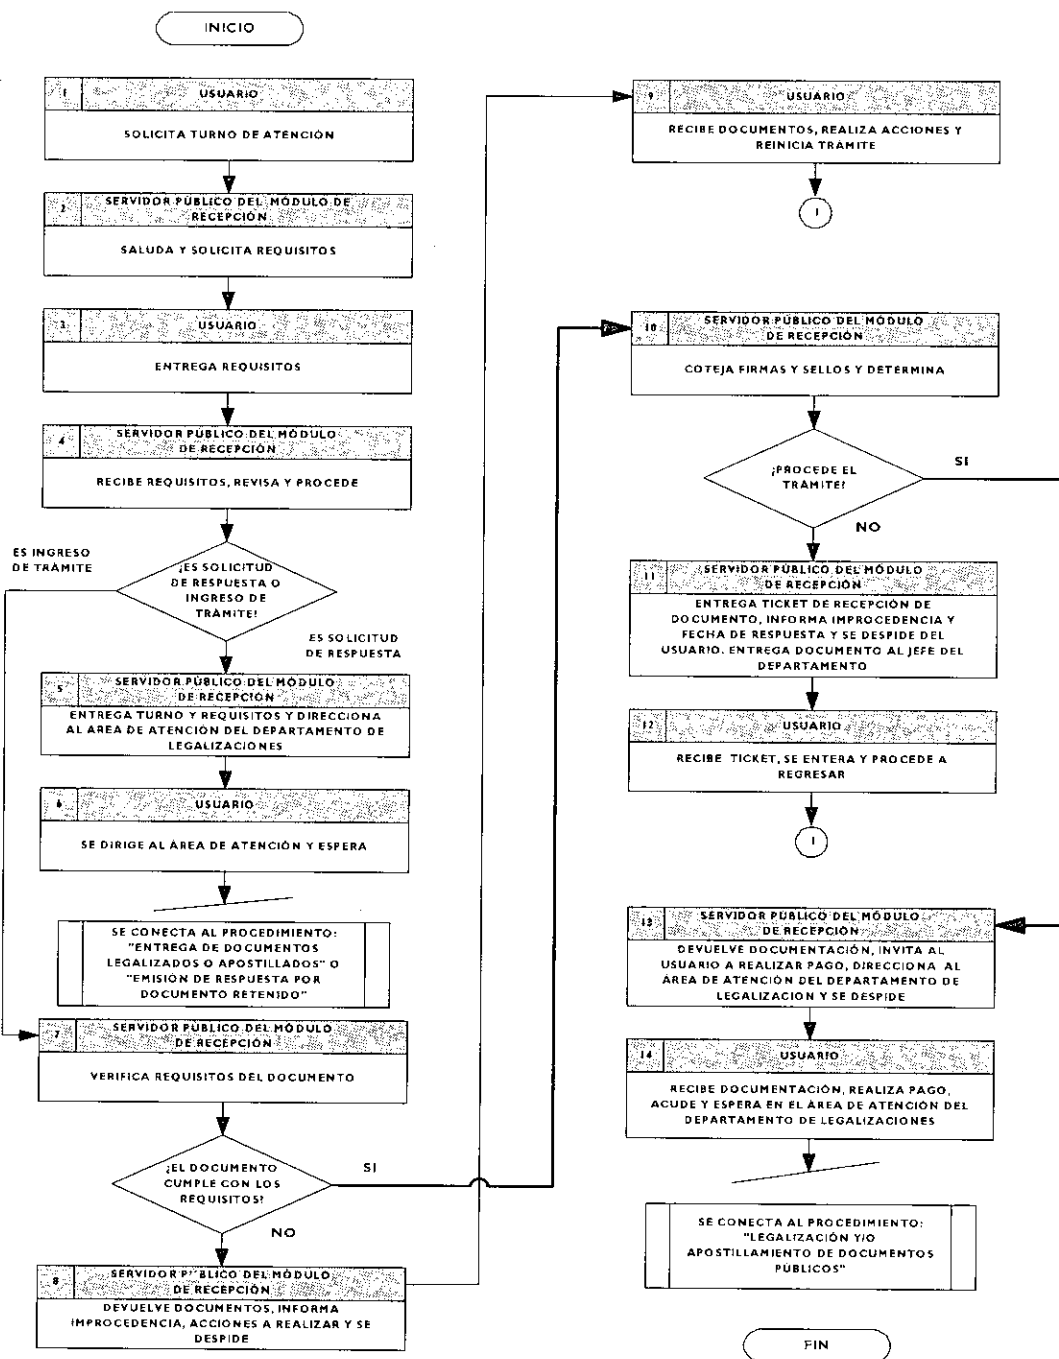 INICIO
1 USUARIO
SOLICITA TURNO DE ATENCIÓN
2 SERVIDOR PÚBLICO DEL MÓDULO DE
RECEPCIÓN
SALUDA Y SOLICITA REQUISITOS
3 USUARIO
ENTREGA REQUISITOS
4 SERVIDOR PÚBLICO DEL MÓDULO
DE RECEPCIÓN
RECIBE REQUISITOS, REVISA Y PROCEDE
ES INGRESO
DE TRÁMITE
¿ES SOLICITUD
DE RESPUESTA O
INGRESO DE
TRÁMITE?
ES SOLICITUD
DE RESPUESTA
5 SERVIDOR PÚBLICO DEL MÓDULO
DE RECEPCIÓN
ENTREGA TURNO Y REQUISITOS Y DIRECCIONA
AL ÁREA DE ATENCIÓN DEL DEPARTAMENTO DE
LEGALIZACIONES
6 USUARIO
SE DIRIGE AL ÁREA DE ATENCIÓN Y ESPERA
SE CONECTA AL PROCEDIMIENTO:
"ENTREGA DE DOCUMENTOS
LEGALIZADOS O APOSTILLADOS" O
"EMISIÓN DE RESPUESTA POR
DOCUMENTO RETENIDO"
7 SERVIDOR PÚBLICO DEL MÓDULO
DE RECEPCIÓN
VERIFICA REQUISITOS DEL DOCUMENTO
¿EL DOCUMENTO
CUMPLE CON LOS
REQUISITOS?
SI
NO
8 SERVIDOR PÚBLICO DEL MÓDULO
DE RECEPCIÓN
DEVUELVE DOCUMENTOS, INFORMA
IMPROCEDENCIA, ACCIONES A REALIZAR Y SE
DESPIDE
9 USUARIO
RECIBE DOCUMENTOS, REALIZA ACCIONES Y
REINICIA TRÁMITE
1
10 SERVIDOR PÚBLICO DEL MÓDULO
DE RECEPCIÓN
COTEJA FIRMAS Y SELLOS Y DETERMINA
¿PROCEDE EL
TRÁMITE?
SI
NO
11 SERVIDOR PÚBLICO DEL MÓDULO
DE RECEPCIÓN
ENTREGA TICKET DE RECEPCIÓN DE
DOCUMENTO, INFORMA IMPROCEDENCIA Y
FECHA DE RESPUESTA Y SE DESPIDE DEL
USUARIO. ENTREGA DOCUMENTO AL JEFE DEL
DEPARTAMENTO
12 USUARIO
RECIBE TICKET, SE ENTERA Y PROCEDE A
REGRESAR
1
13 SERVIDOR PÚBLICO DEL MÓDULO
DE RECEPCIÓN
DEVUELVE DOCUMENTACIÓN, INVITA AL
USUARIO A REALIZAR PAGO, DIRECCIONA AL
ÁREA DE ATENCIÓN DEL DEPARTAMENTO DE
LEGALIZACION Y SE DESPIDE
14 USUARIO
RECIBE DOCUMENTACIÓN, REALIZA PAGO,
ACUDE Y ESPERA EN EL ÁREA DE ATENCIÓN DEL
DEPARTAMENTO DE LEGALIZACIONES
SE CONECTA AL PROCEDIMIENTO:
"LEGALIZACIÓN Y/O
APOSTILLAMIENTO DE DOCUMENTOS
PÚBLICOS"
FIN